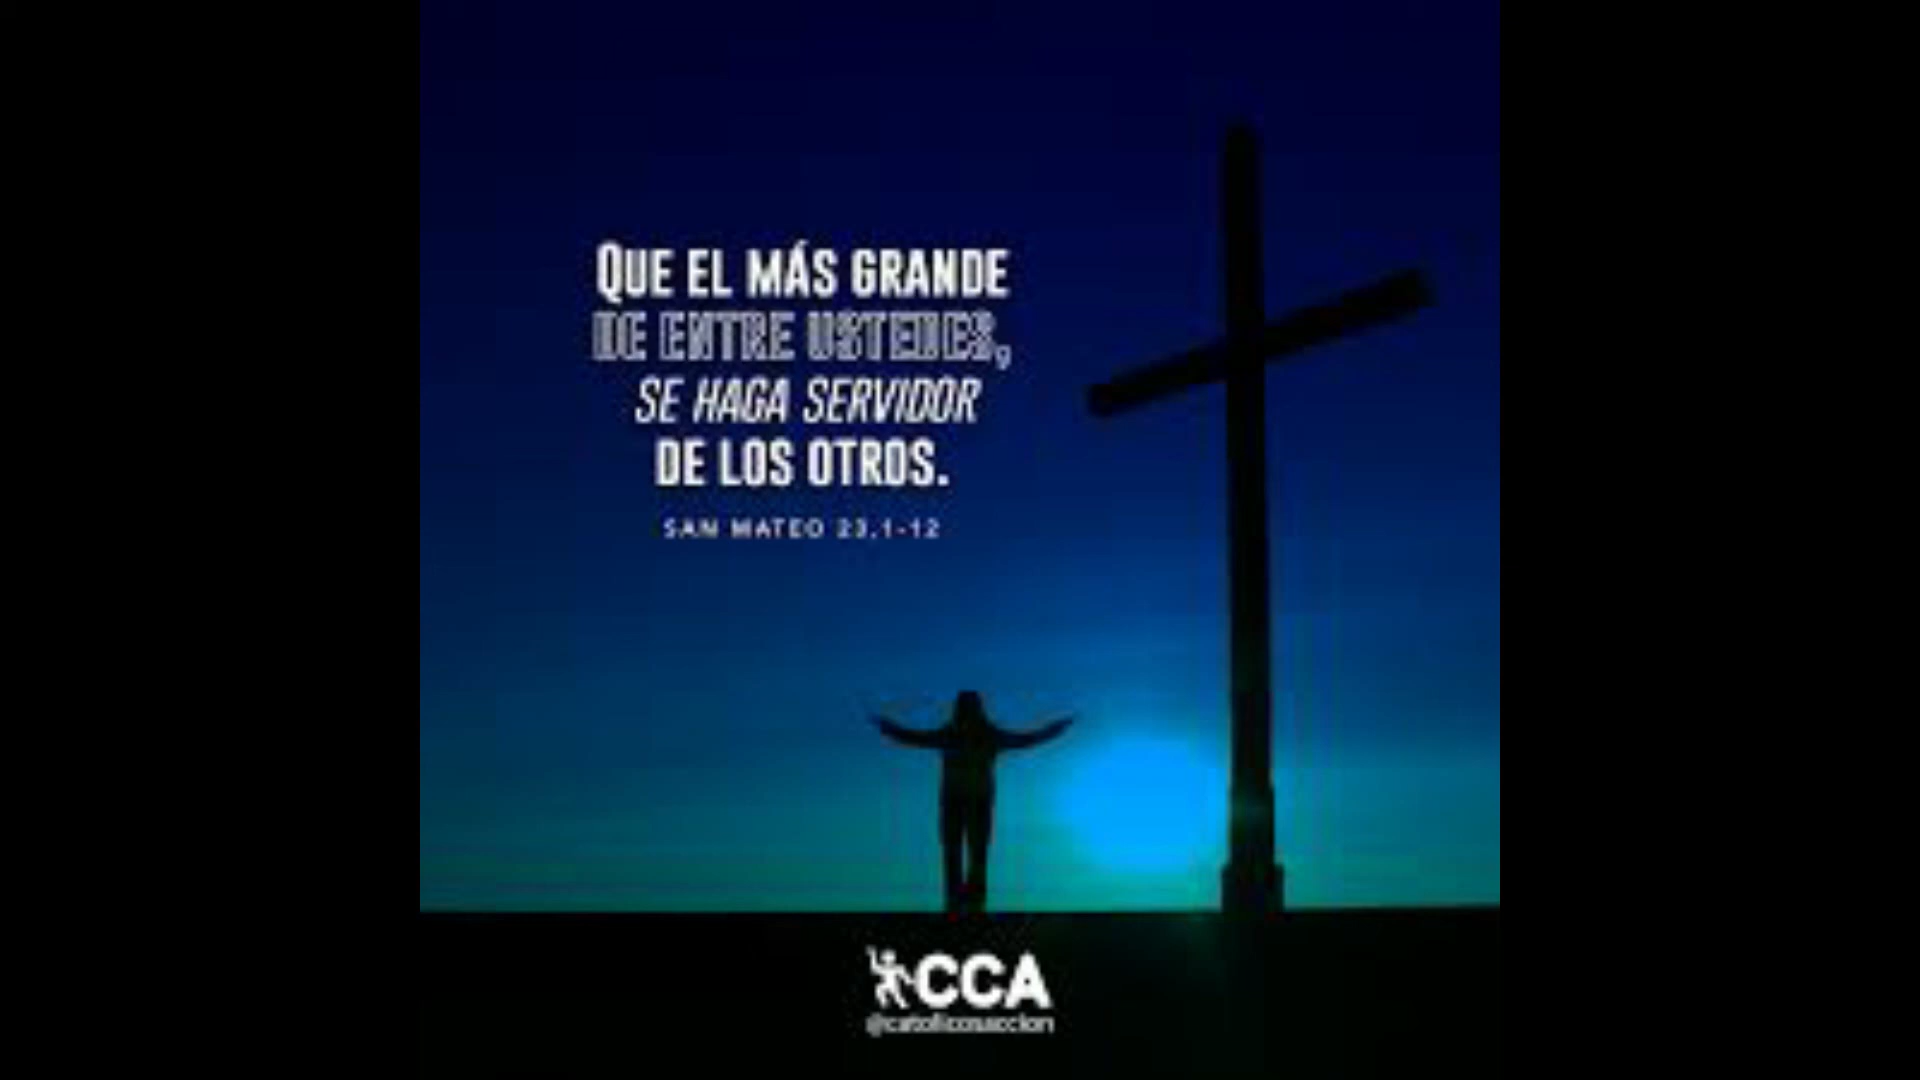 QUE EL MÁS GRANDE
DE ENTRE USTEDES,
SE HAGA SERVIDOR
DE LOS OTROS.
SAN MATEO 23,1-12
CCA
@catolicosaccion